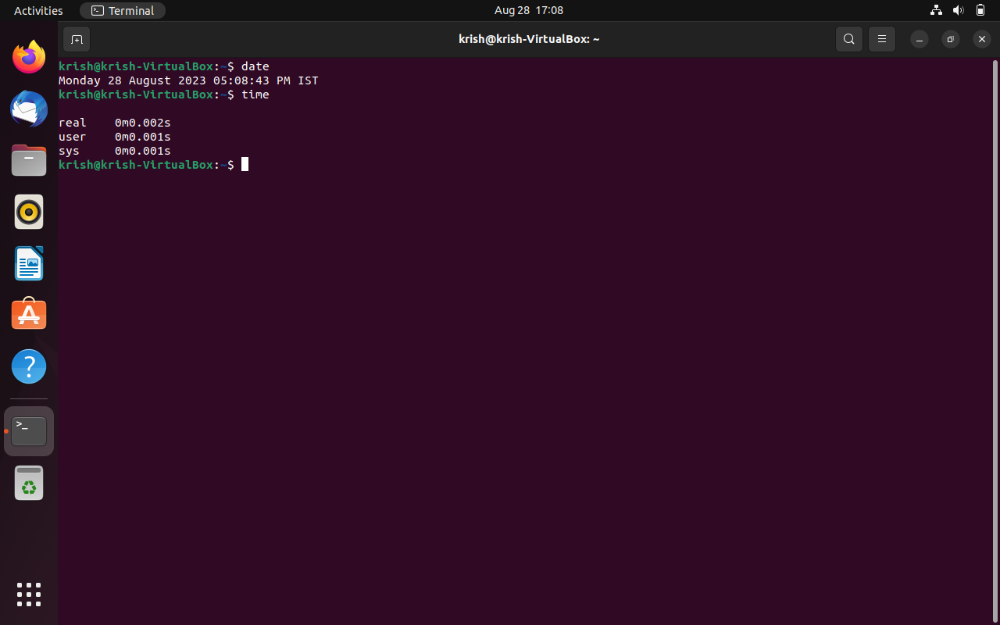 Activities
Terminal
Aug 28 17:08
krish@krish-VirtualBox: ~
krish@krish-VirtualBox:~$ date
Monday 28 August 2023 05:08:43 PM IST
krish@krish-VirtualBox:~$ time
real 0m0.002s
user 0m0.001s
sys 0m0.001s
krish@krish-VirtualBox:~$